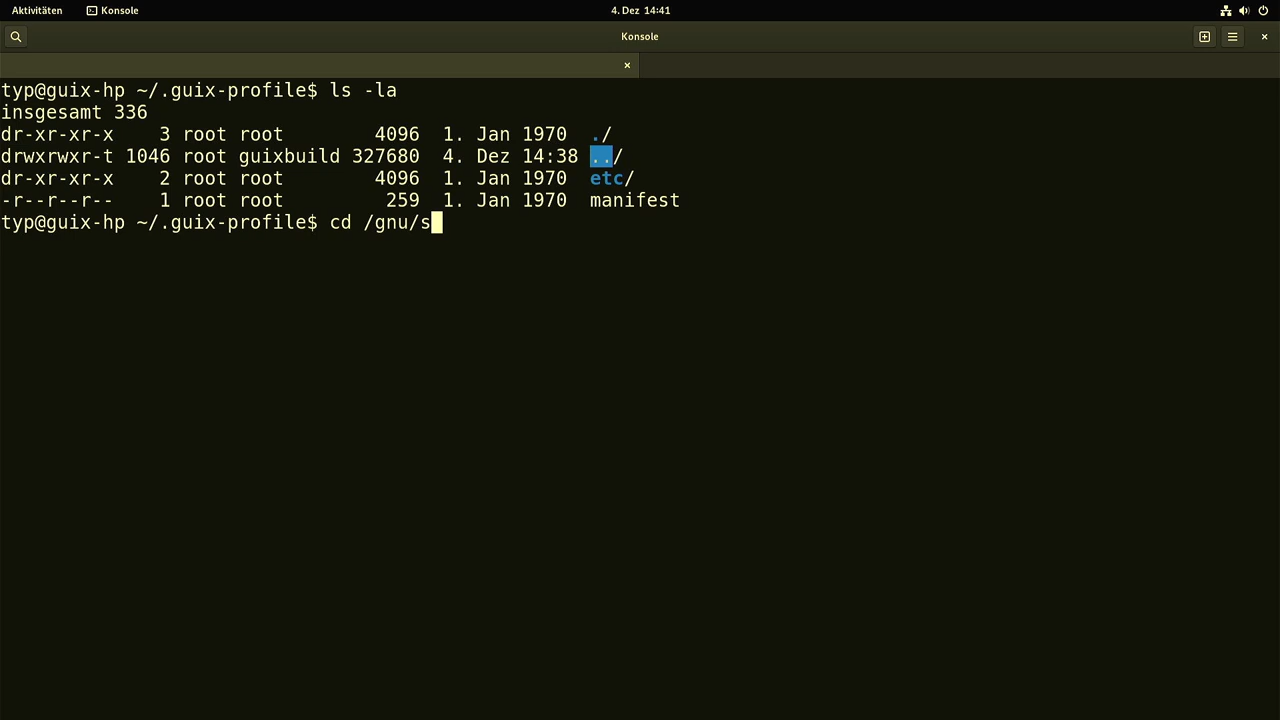 Aktivitäten Konsole 4. Dez 14:41
Konsole
typ@guix-hp ~/.guix-profile$ ls -la
insgesamt 336
dr-xr-xr-x    3 root root        4096  1. Jan 1970  ./
drwxrwxr-t 1046 root guixbuild 327680  4. Dez 14:38 ../
dr-xr-xr-x    2 root root        4096  1. Jan 1970  etc/
-r--r--r--    1 root root         259  1. Jan 1970  manifest
typ@guix-hp ~/.guix-profile$ cd /gnu/s